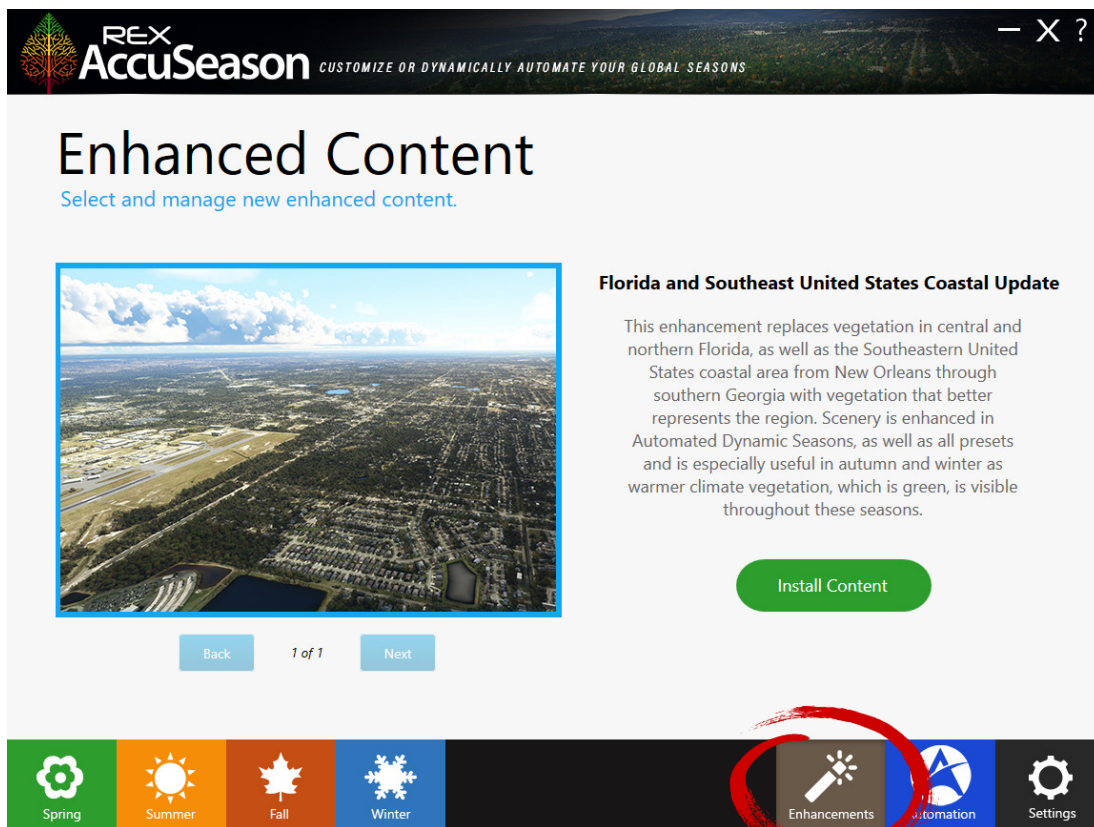 REX
AccuSeason CUSTOMIZE OR DYNAMICALLY AUTOMATE YOUR GLOBAL SEASONS
X ?
Enhanced Content
Select and manage new enhanced content.
Florida and Southeast United States Coastal Update
This enhancement replaces vegetation in central and
northern Florida, as well as the Southeastern United
States coastal area from New Orleans through
southern Georgia with vegetation that better
represents the region. Scenery is enhanced in
Automated Dynamic Seasons, as well as all presets
and is especially useful in autumn and winter as
warmer climate vegetation, which is green, is visible
throughout these seasons.
Install Content
Back 1 of 1 Next
Spring Summer Fall Winter Enhancements Automation Settings